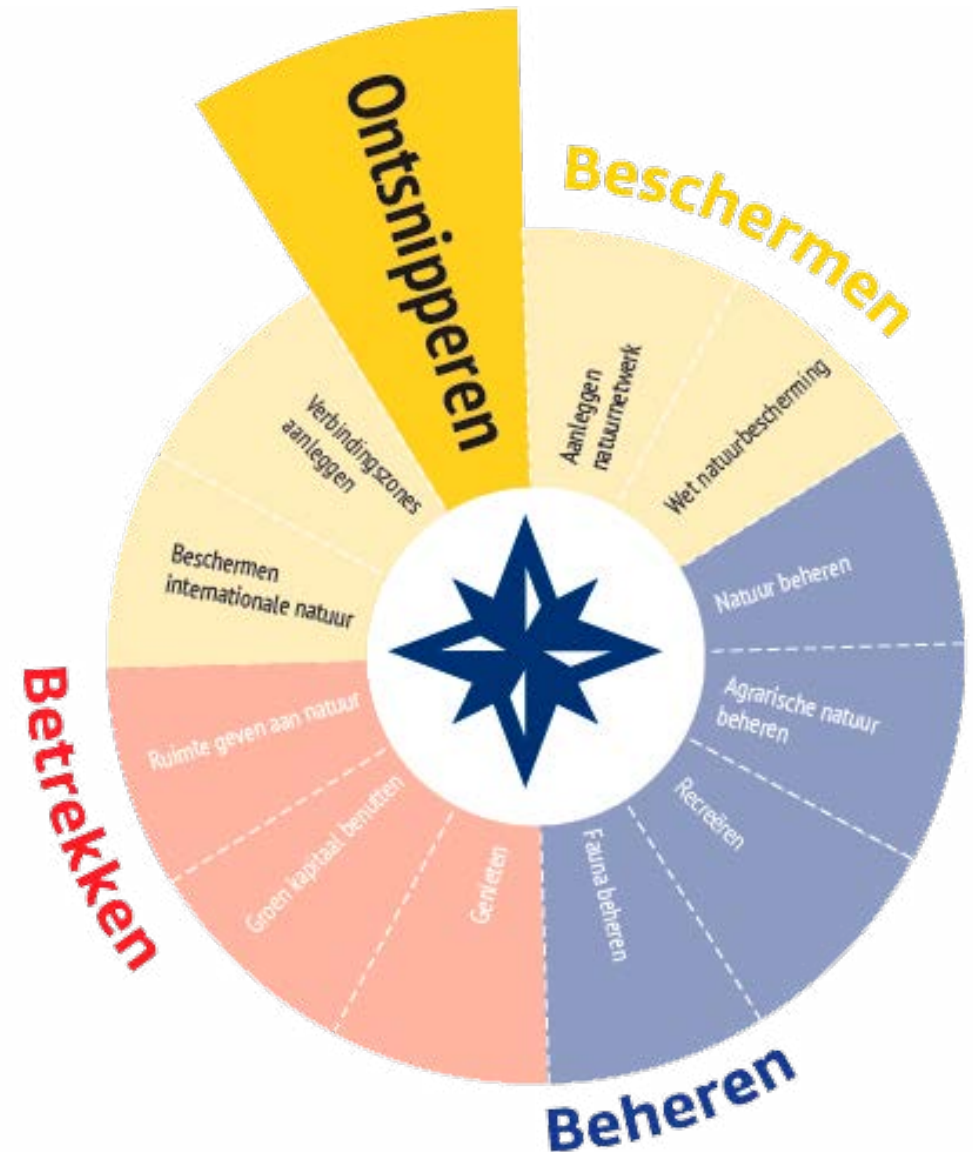 Ontsnipperen
Beschermen
Aanleggen
natuurnetwerk
Wet natuurbescherming
Natuur beheren
Agrarische natuur
beheren
Recreëren
Fauna beheren
Beheren
Genieten
Groen kapitaal benutten
Ruimte geven aan natuur
Betrekken
Beschermen
internationale natuur
Verbindingszones
aanleggen